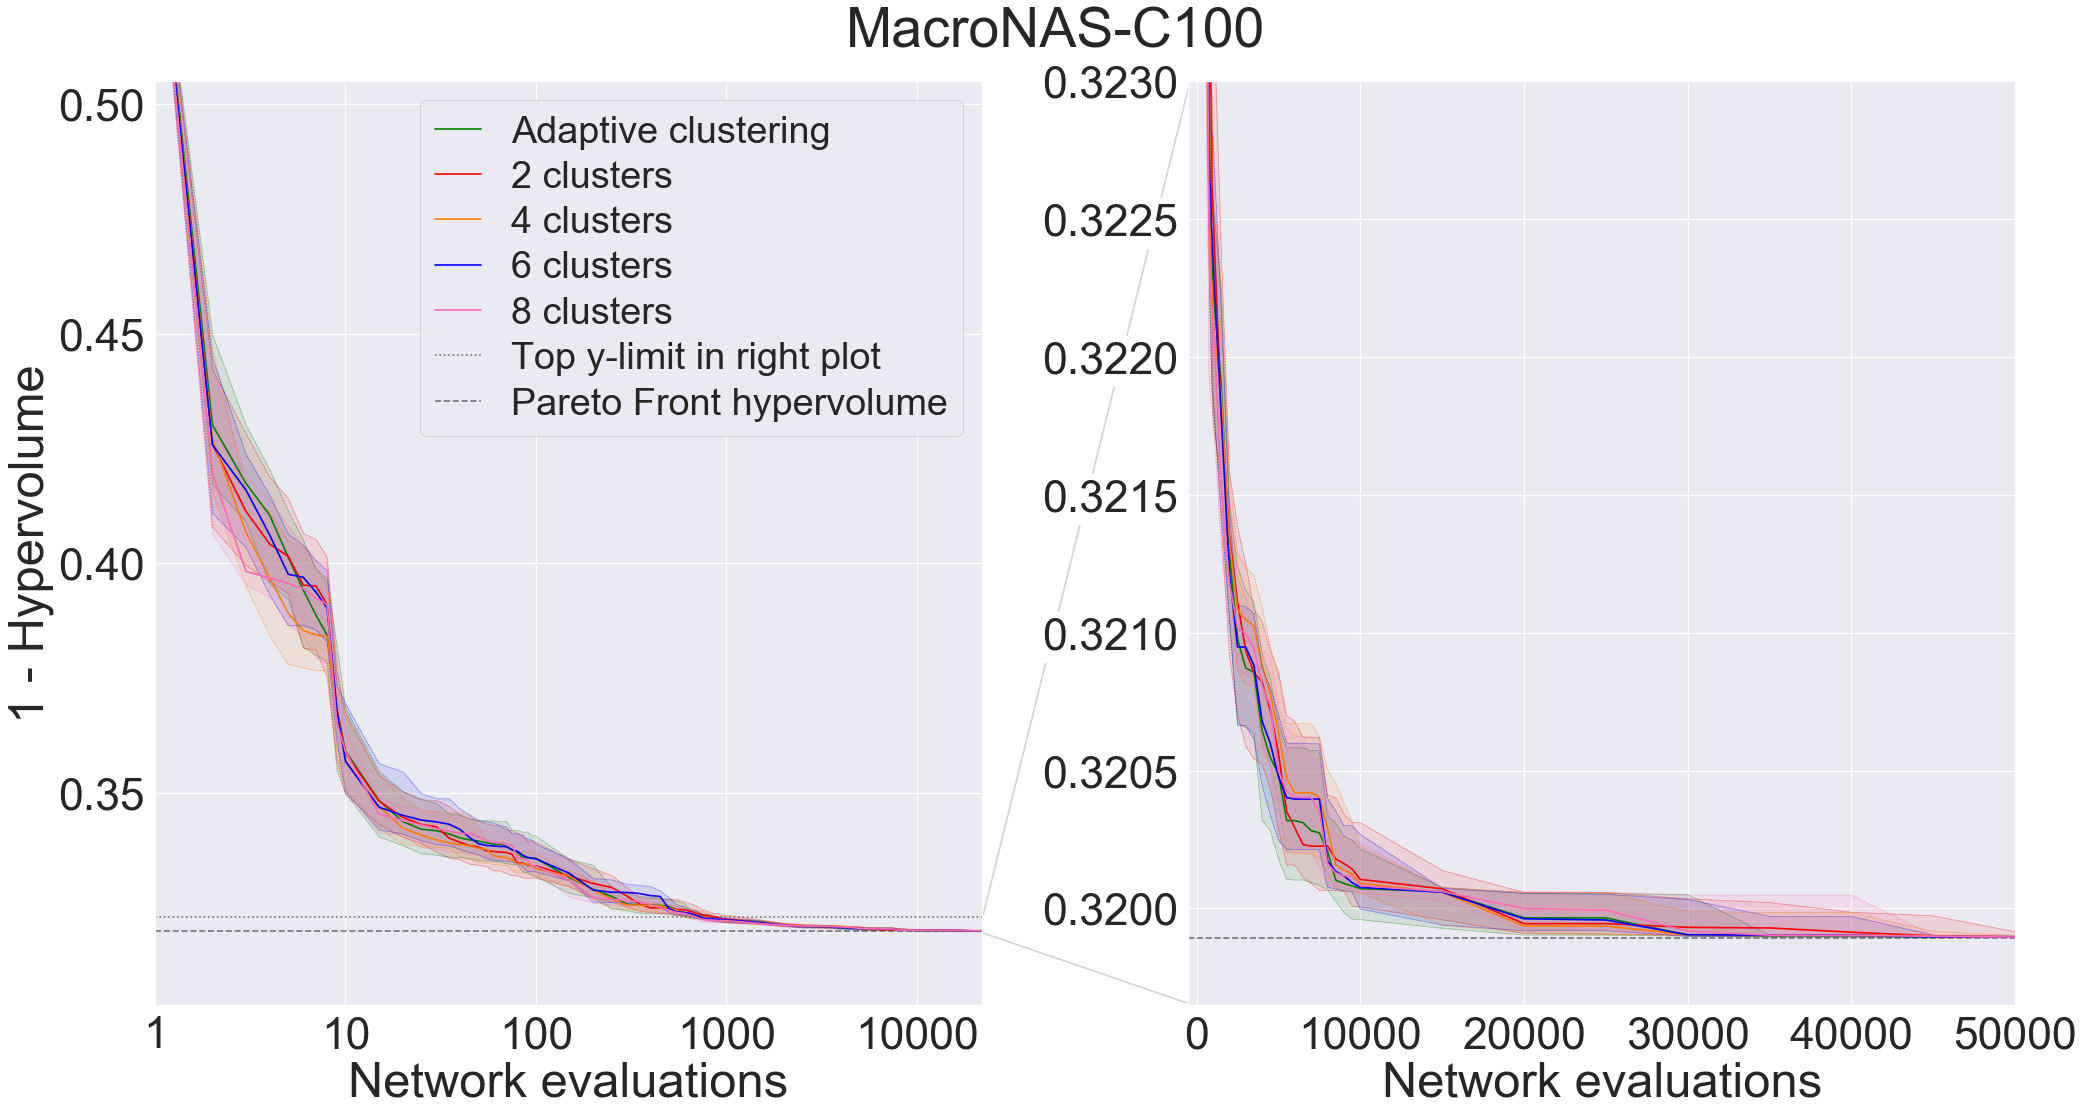 MacroNAS-C100
1 - Hypervolume
0.50
0.45
0.40
0.35
Adaptive clustering
2 clusters
4 clusters
6 clusters
8 clusters
Top y-limit in right plot
Pareto Front hypervolume
1 10 100 1000 10000
Network evaluations
0.3230
0.3225
0.3220
0.3215
0.3210
0.3205
0.3200
0 10000 20000 30000 40000 50000
Network evaluations